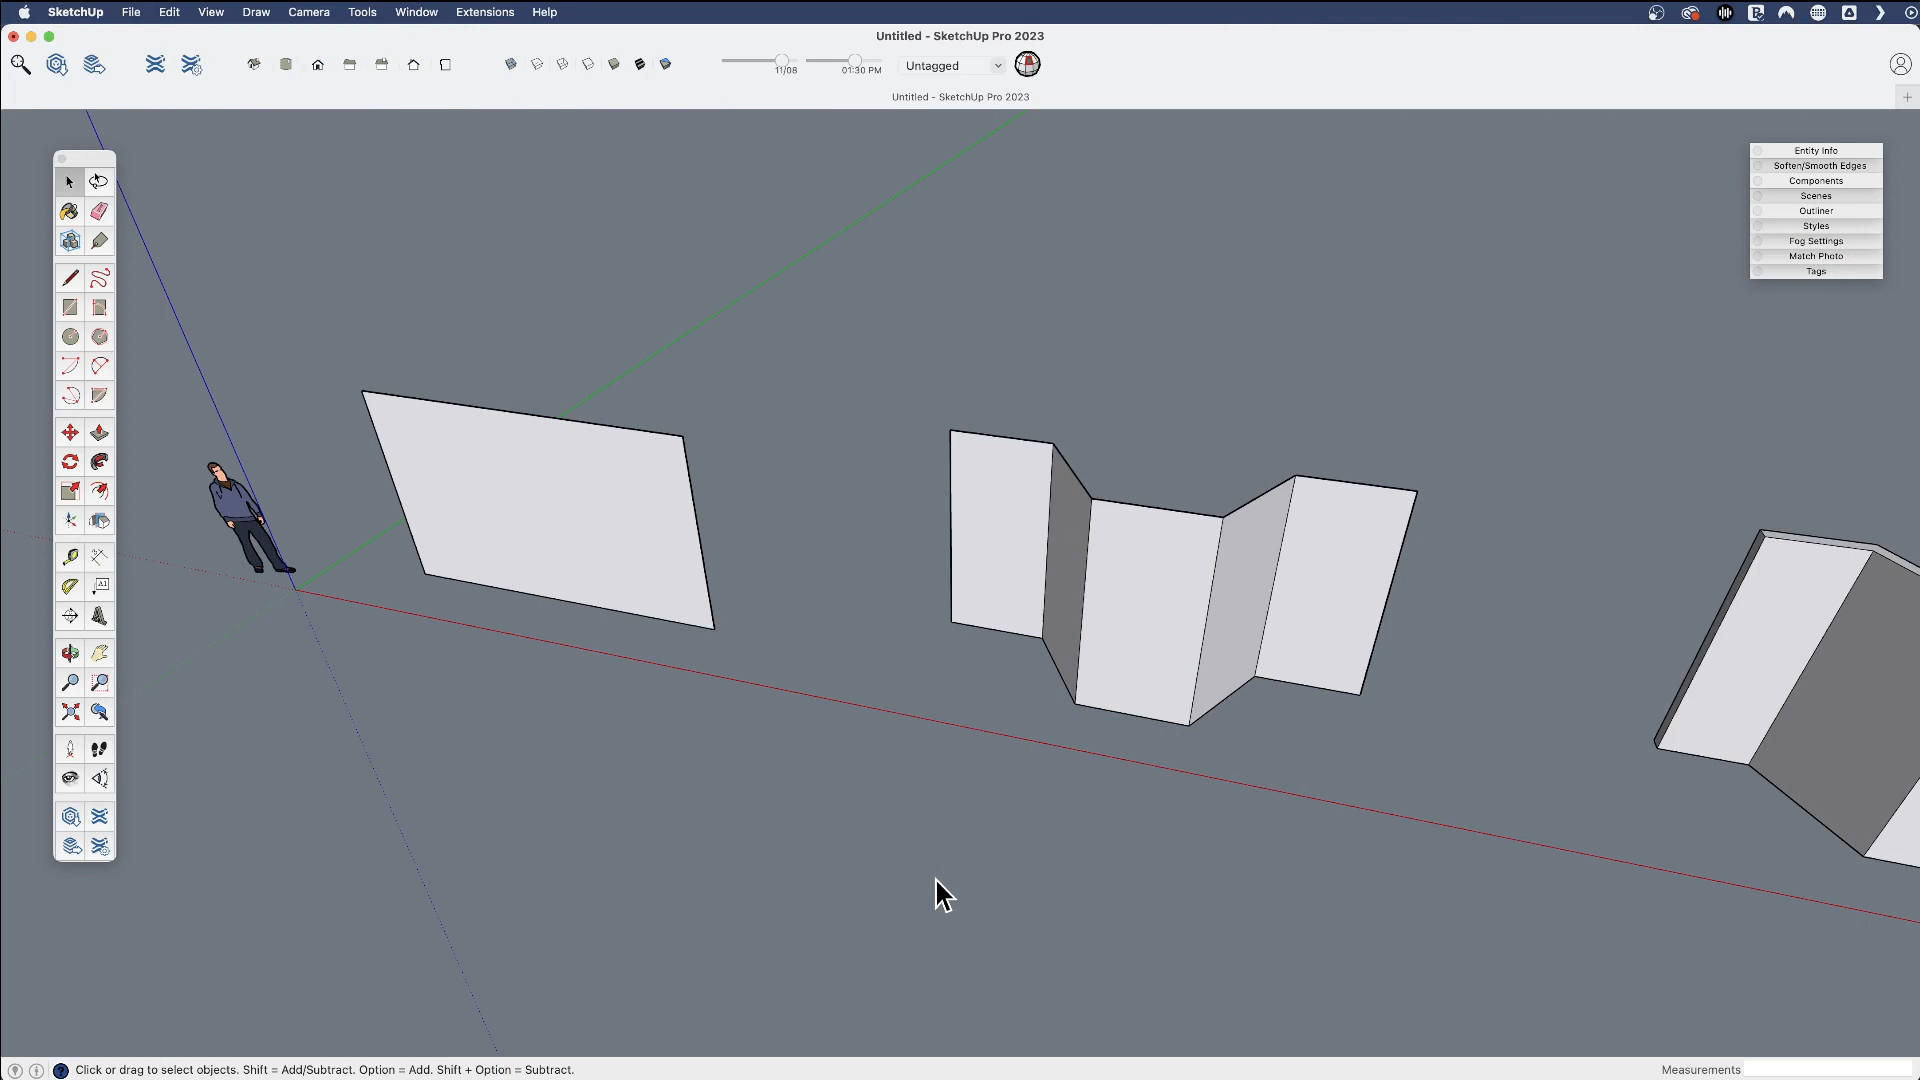 SketchUp File Edit View Draw Camera Tools Window Extensions Help
Untitled - SketchUp Pro 2023
11/08
01:30 PM
Untagged
Untitled - SketchUp Pro 2023
Entity Info
Soften/Smooth Edges
Components
Scenes
Outliner
Styles
Fog Settings
Match Photo
Tags
A1
Click or drag to select objects. Shift = Add/Subtract. Option = Add. Shift + Option = Subtract.
Measurements